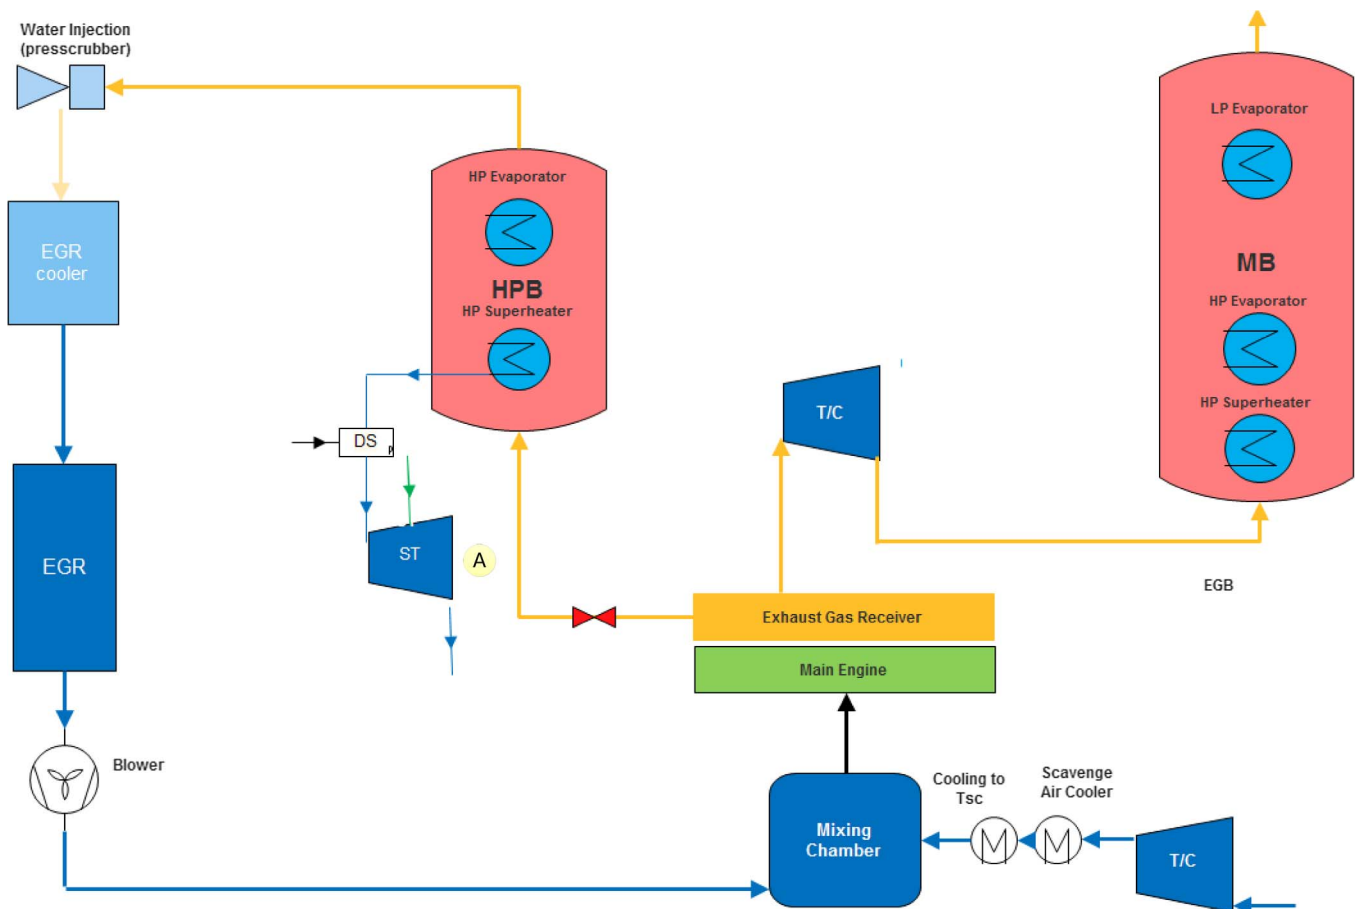 Water Injection
(presscrubber)
LP Evaporator
HP Evaporator
EGR
cooler
HPB
HP Superheater
MB
HP Evaporator
T/C
HP Superheater
DS
p
ST
A
EGR
EGB
Exhaust Gas Receiver
Main Engine
Blower
Cooling to
Tsc
Scavenge
Air Cooler
Mixing
Chamber
T/C